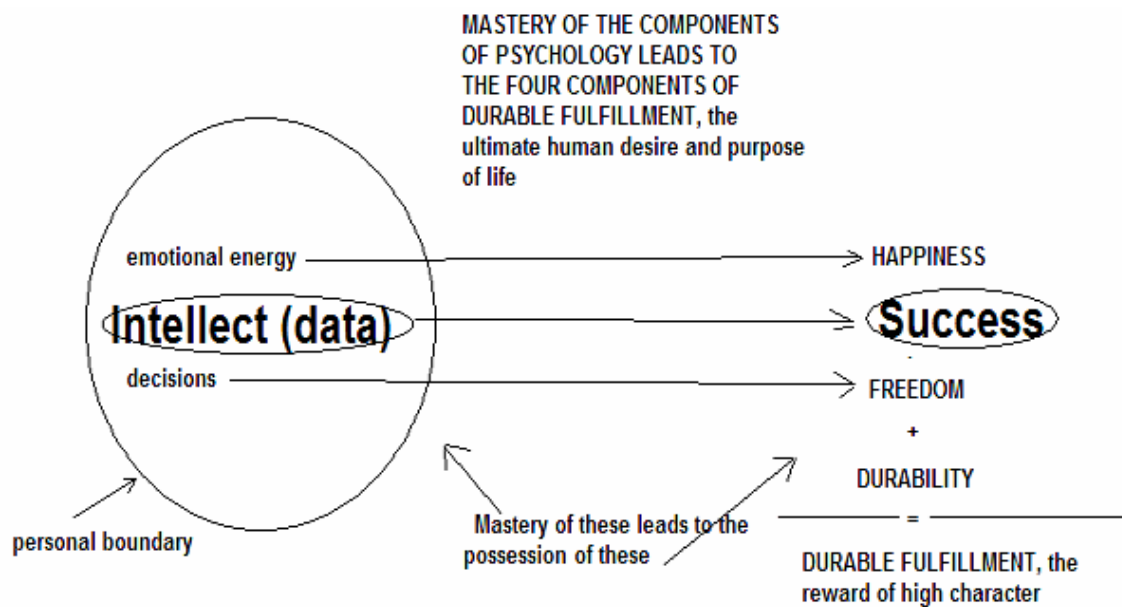 MASTERY OF THE COMPONENTS
OF PSYCHOLOGY LEADS TO
THE FOUR COMPONENTS OF
DURABLE FULFILLMENT, the
ultimate human desire and purpose
of life
emotional energy
HAPPINESS
Intellect (data)
Success
decisions
FREEDOM
+
DURABILITY
=
personal boundary
Mastery of these leads to the
possession of these
DURABLE FULFILLMENT, the
reward of high character